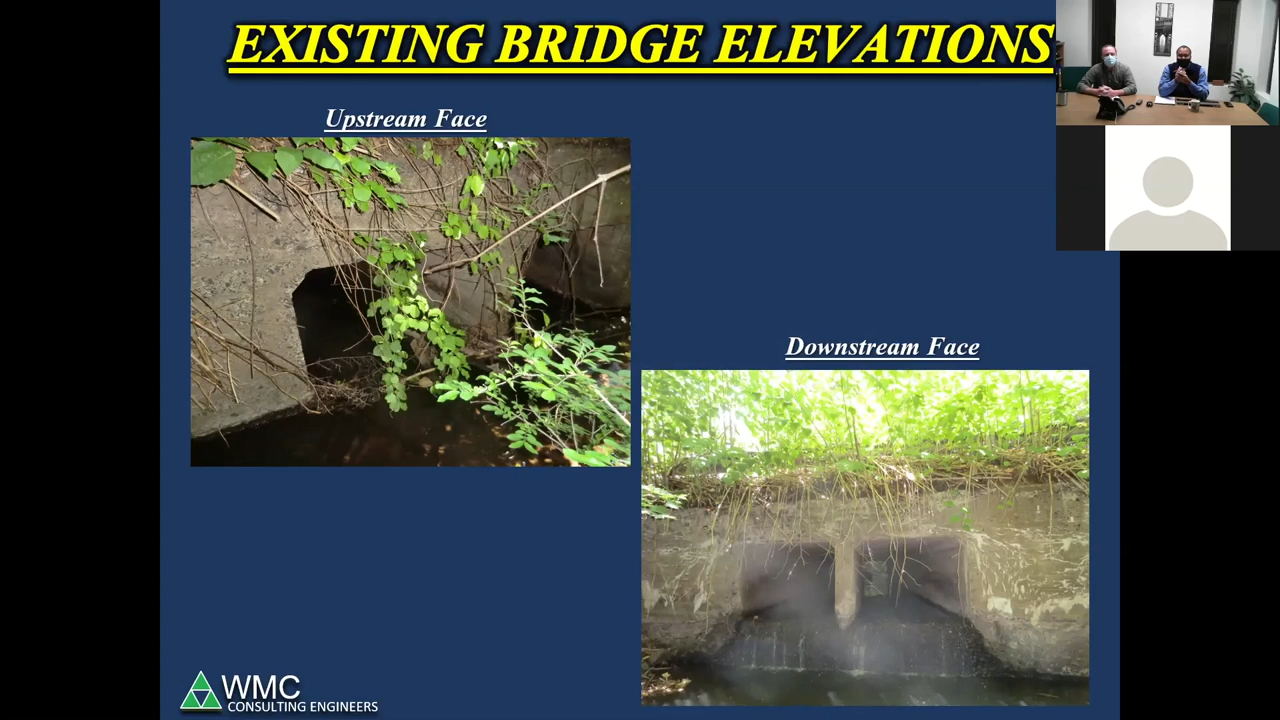 EXISTING BRIDGE ELEVATIONS
Upstream Face
Downstream Face
WMC
CONSULTING ENGINEERS